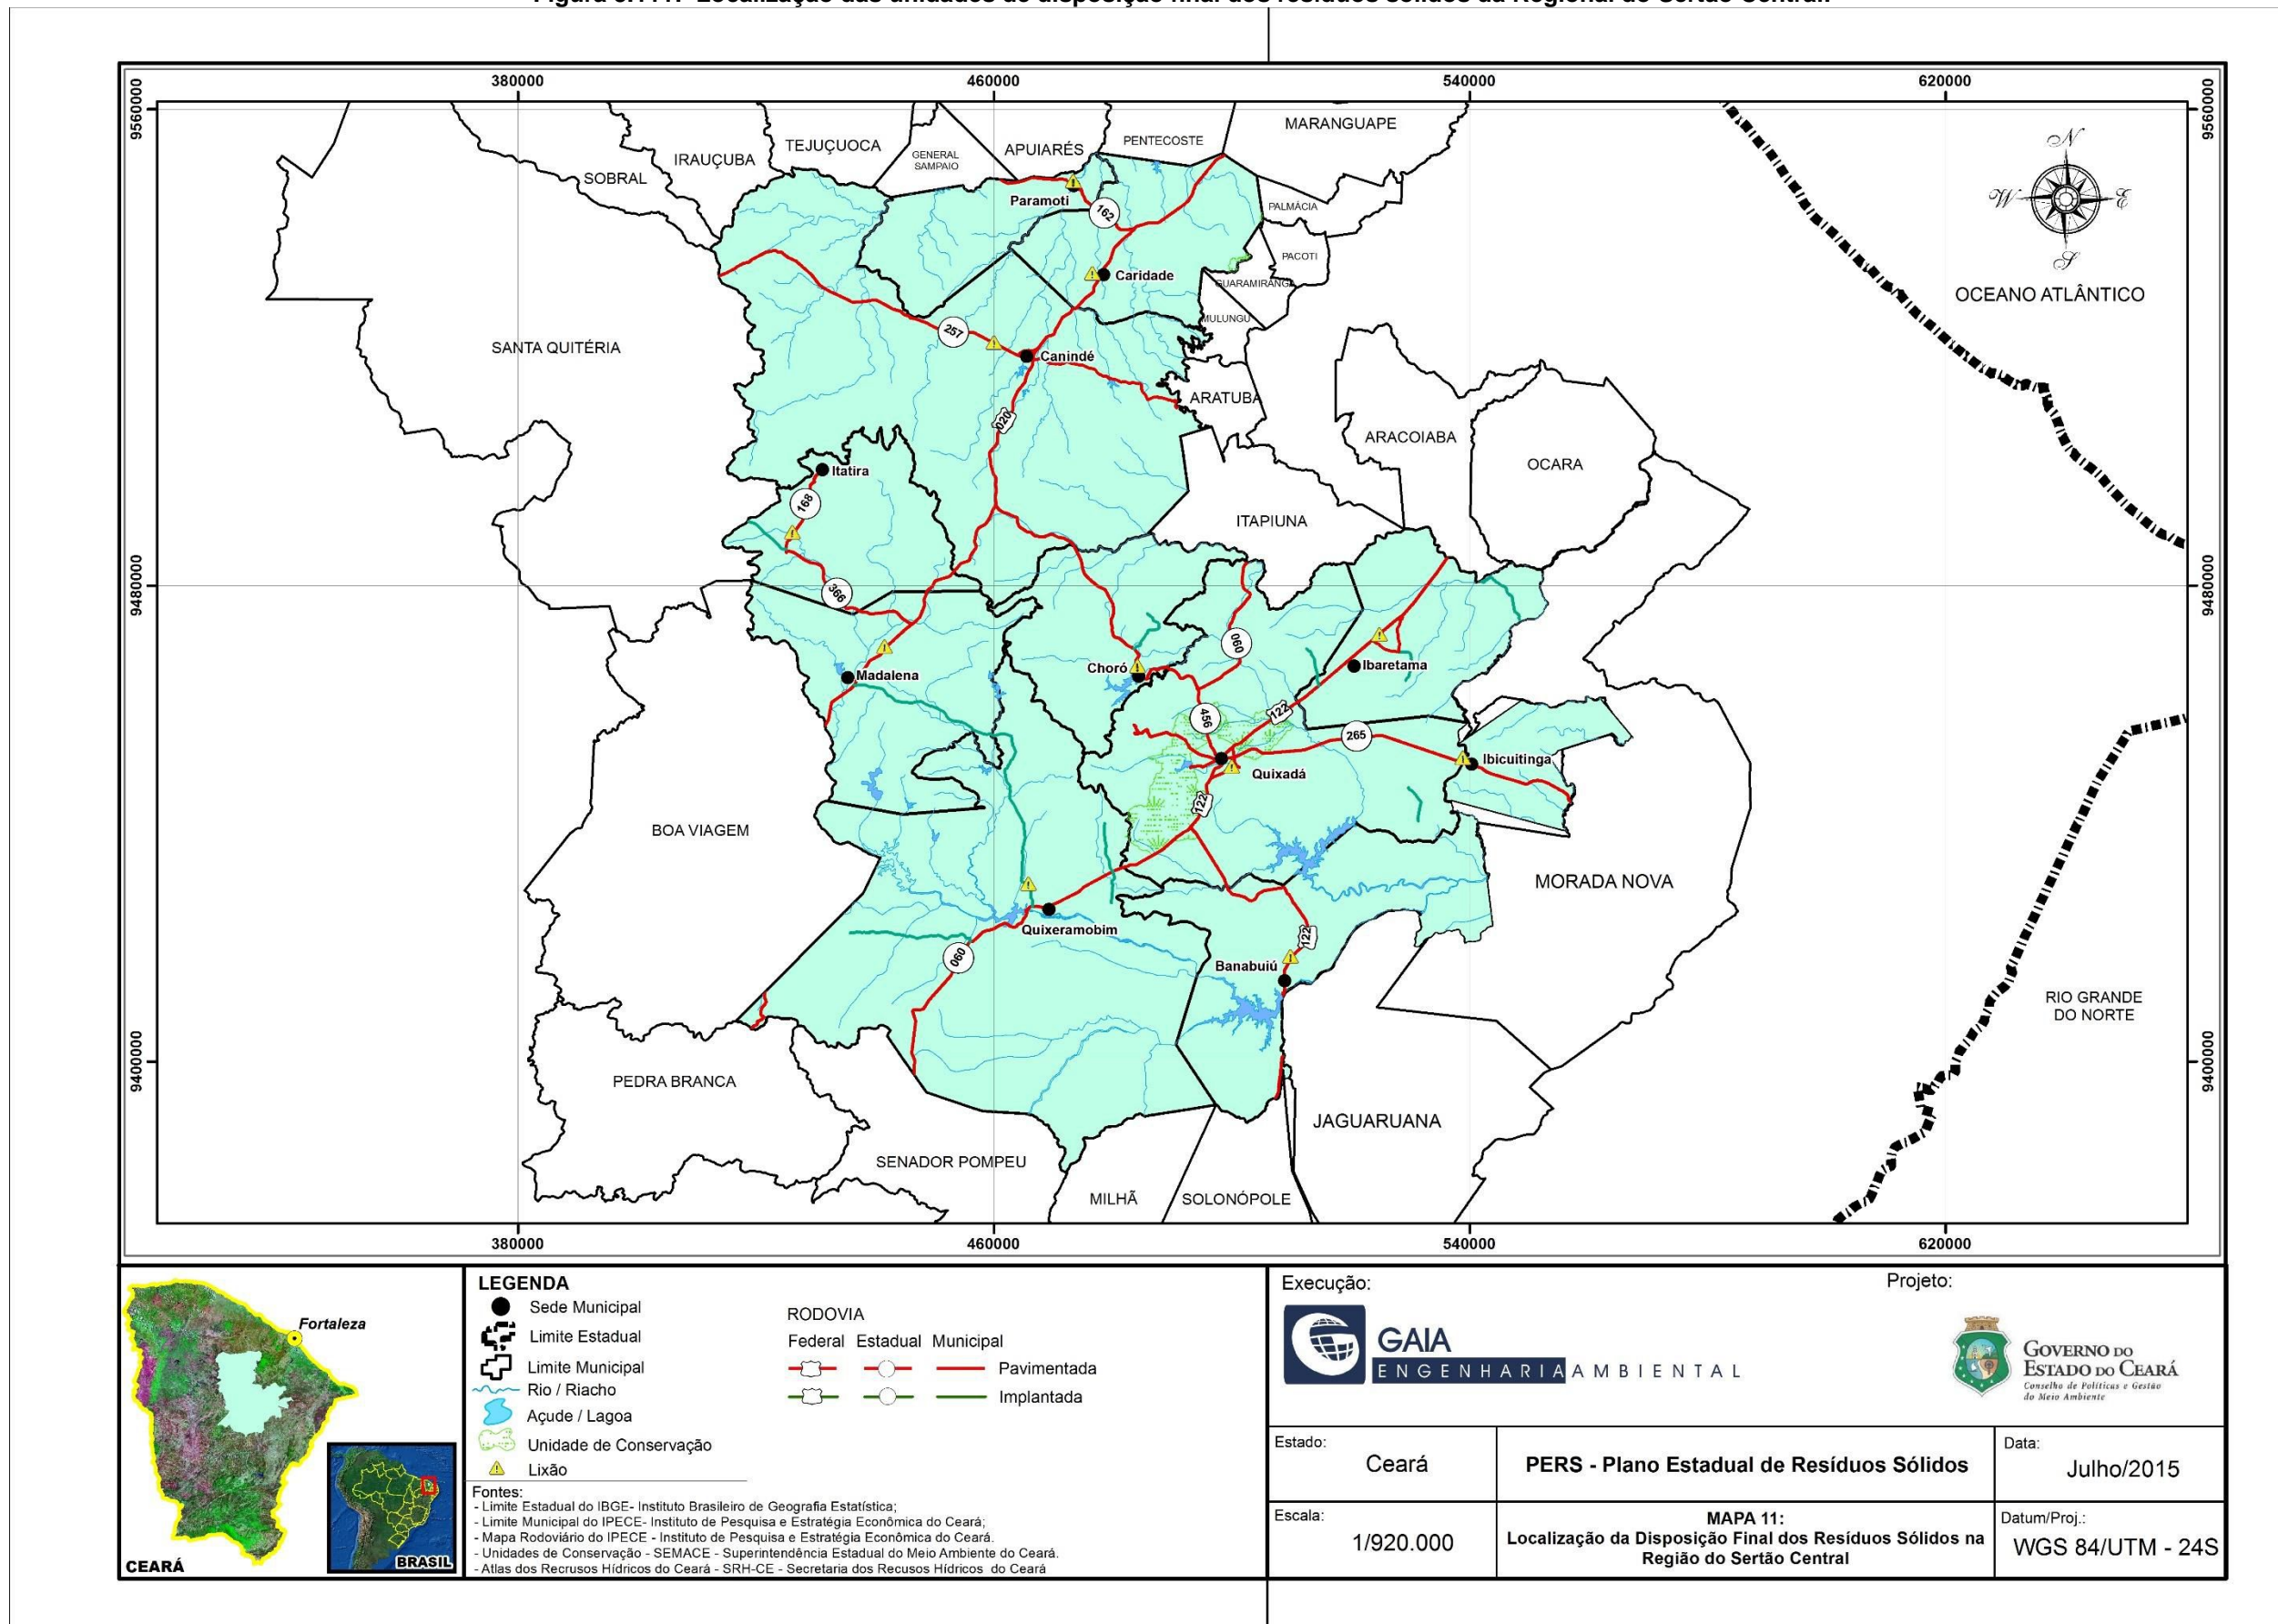 380000
460000
540000
620000
9560000
9560000
MARANGUAPE
PENTECOSTE
TEJUÇUOCA
APUIARÉS
GENERAL
SAMPAIO
IRAUÇUBA
SOBRAL
N
W
E
S
Paramoti
162
PALMÁCIA
PACOTI
Caridade
GUARAMIRANGA
OCEANO ATLÂNTICO
MULUNGU
257
SANTA QUITÉRIA
Canindé
ARATUBA
020
ARACOIABA
OCARA
Itatira
168
ITAPIUNA
9480000
9480000
366
060
Choró
Ibaretama
Madalena
456
122
265
Ibicuitinga
Quixadá
122
BOA VIAGEM
MORADA NOVA
Quixeramobim
122
060
Banabuiú
RIO GRANDE
DO NORTE
9400000
9400000
PEDRA BRANCA
JAGUARUANA
SENADOR POMPEU
MILHÃ
SOLONÓPOLE
380000
460000
540000
620000
Fortaleza
CEARÁ
BRASIL
LEGENDA
Sede Municipal
Limite Estadual
Limite Municipal
Rio / Riacho
Açude / Lagoa
Unidade de Conservação
Lixão
RODOVIA
Federal Estadual Municipal
Pavimentada
Implantada
Fontes:
- Limite Estadual do IBGE- Instituto Brasileiro de Geografia Estatística;
- Limite Municipal do IPECE- Instituto de Pesquisa e Estratégia Econômica do Ceará;
- Mapa Rodoviário do IPECE - Instituto de Pesquisa e Estratégia Econômica do Ceará.
- Unidades de Conservação - SEMACE - Superintendência Estadual do Meio Ambiente do Ceará.
- Atlas dos Recrusos Hídricos do Ceará - SRH-CE - Secretaria dos Recusos Hídricos do Ceará
Execução:
GAIA
ENGENHARIAAMBIENTAL
Projeto:
GOVERNO DO
ESTADO DO CEARÁ
Conselho de Políticas e Gestão
do Meio Ambiente
Estado:
Ceará
PERS - Plano Estadual de Resíduos Sólidos
Data:
Julho/2015
Escala:
1/920.000
MAPA 11:
Localização da Disposição Final dos Resíduos Sólidos na
Região do Sertão Central
Datum/Proj.:
WGS 84/UTM - 24S